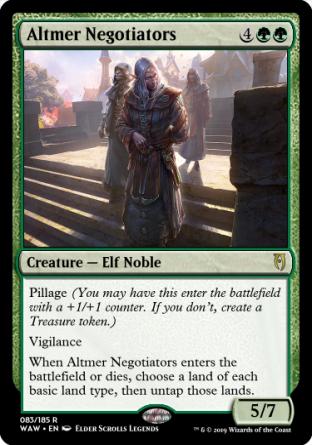 Altmer Negotiators 4
Creature — Elf Noble
Pillage (You may have this enter the battlefield
with a +1/+1 counter. If you don't, create a
Treasure token.)
Vigilance
When Altmer Negotiators enters the
battlefield or dies, choose a land of each
basic land type, then untap those lands.
5/7
083/185 R
WAW • EN ELDER SCROLLS LEGENDS
™ & © 2019 Wizards of the Coast